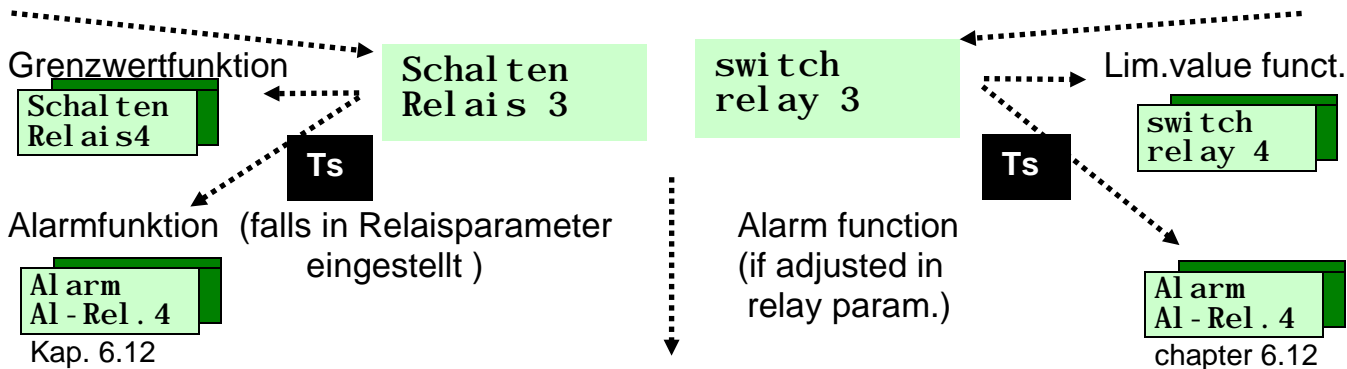 Grenzwertfunktion
Schalten
Relais4
Schalten
Relais 3
Ts
Alarmfunktion (falls in Relaisparameter
eingestellt )
Alarm
Al-Rel.4
Kap. 6.12
switch
relay 3
Lim.value funct.
switch
relay 4
Ts
Alarm function
(if adjusted in
relay param.)
Alarm
Al-Rel.4
chapter 6.12